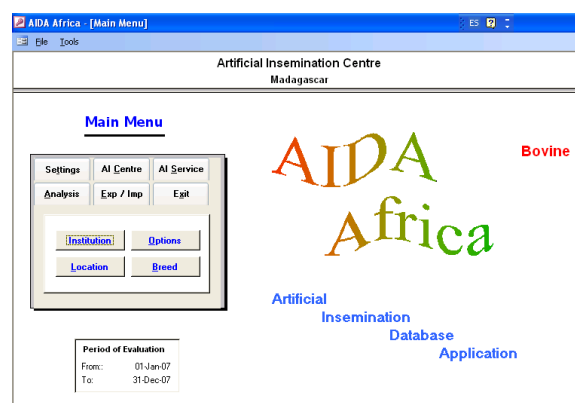 AIDA Africa - [Main Menu]
ES
File Tools
Artificial Insemination Centre
Madagascar
Main Menu
Settings AI Centre AI Service
Analysis Exp / Imp Exit
Institution Options
Location Breed
Period of Evaluation
From:: 01-Jan-07
To: 31-Dec-07
AIDA
Africa
Bovine
Artificial
Insemination
Database
Application